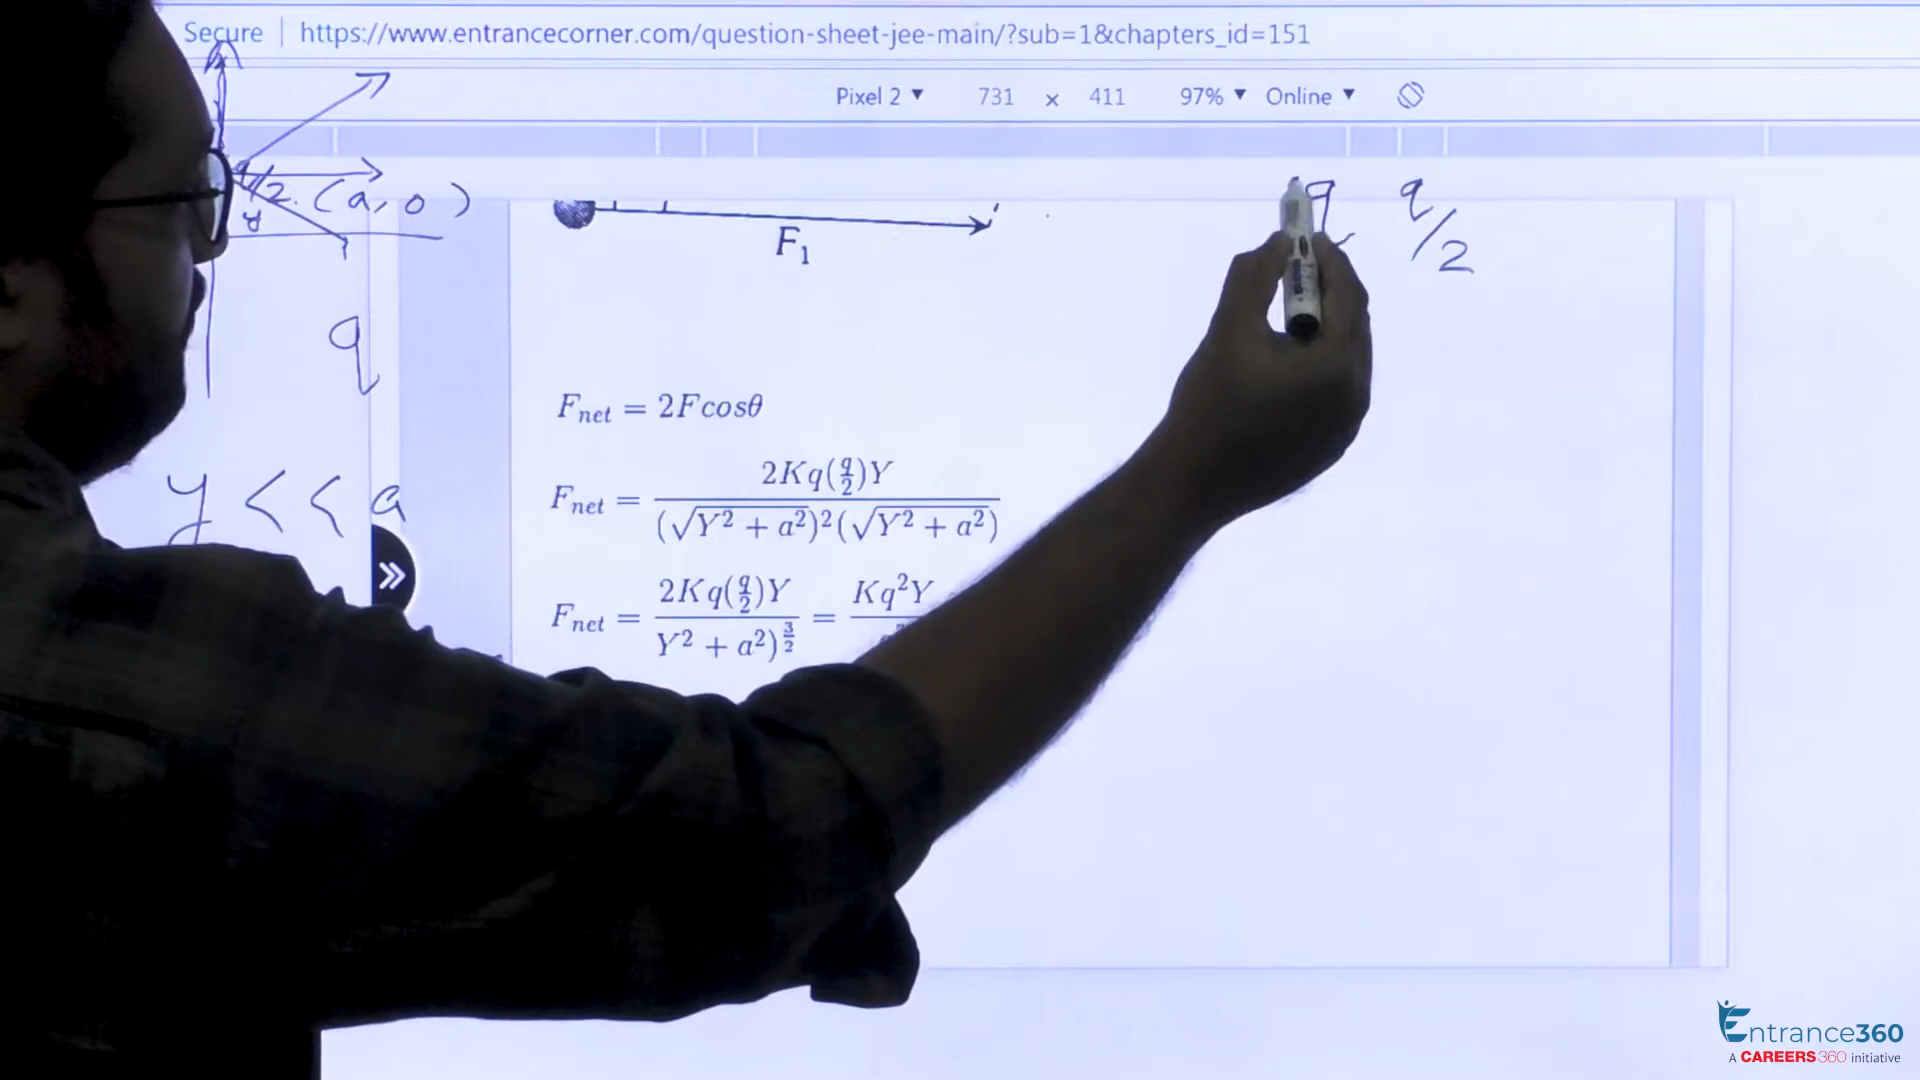 Secure | https://www.entrancecorner.com/question-sheet-jee-main/?sub=1&chapters_id=151
Pixel 2 ▼ 731 x 411 97% ▼ Online ▼
/2. (a, 0)
y
F₁
q q/2
q
F_net = 2Fcosθ
y << a
F_net = 2Kq(q/2)Y / (√Y² + a²)²(√Y² + a²)
»
F_net = 2Kq(q/2)Y / Y² + a²)^(3/2) = Kq²Y
Entrance360
A CAREERS360 initiative